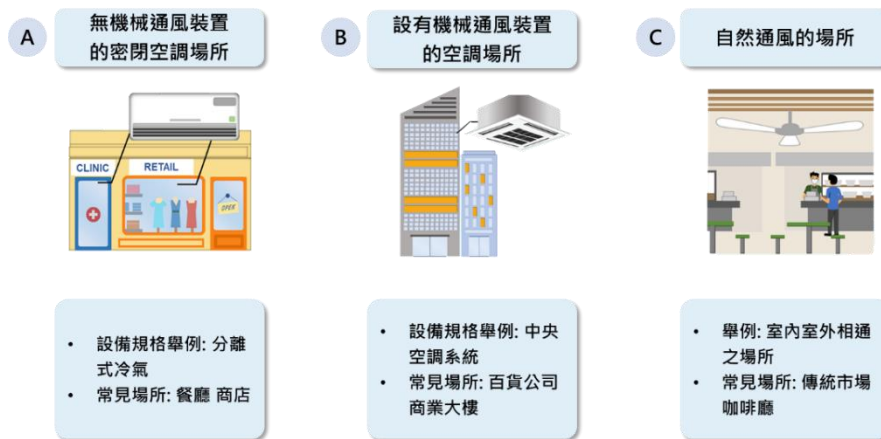 A
無機械通風裝置
的密閉空調場所
B
設有機械通風裝置
的空調場所
C
自然通風的場所
CLINIC
RETAIL
OPEN
• 設備規格舉例: 分離
式冷氣
• 常見場所: 餐廳 商店
• 設備規格舉例: 中央
空調系統
• 常見場所: 百貨公司
商業大樓
• 舉例: 室內室外相通
之場所
• 常見場所: 傳統市場
咖啡廳